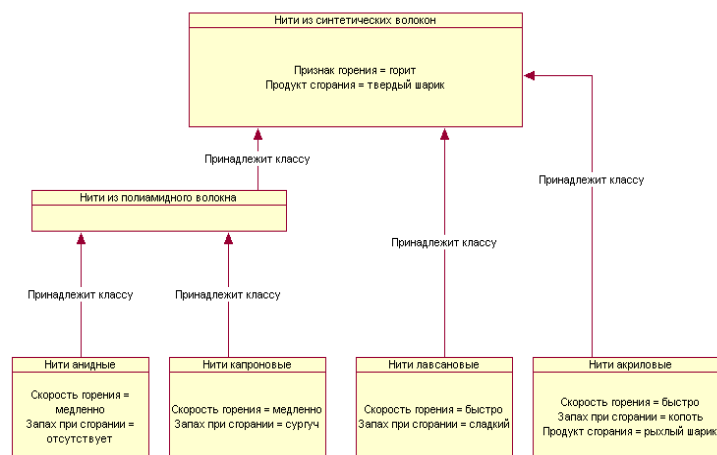 Нити из синтетических волокон
Признак горения = горит
Продукт сгорания = твердый шарик
Принадлежит классу
Принадлежит классу
Нити из полиамидного волокна
Принадлежит классу
Принадлежит классу
Принадлежит классу
Нити анидные
Скорость горения =
медленно
Запах при сгорании =
отсутствует
Нити капроновые
Скорость горения = медленно
Запах при сгорании = сургуч
Нити лавсановые
Скорость горения = быстро
Запах при сгорании = сладкий
Нити акриловые
Скорость горения = быстро
Запах при сгорании = копоть
Продукт сгорания = рыхлый шарик